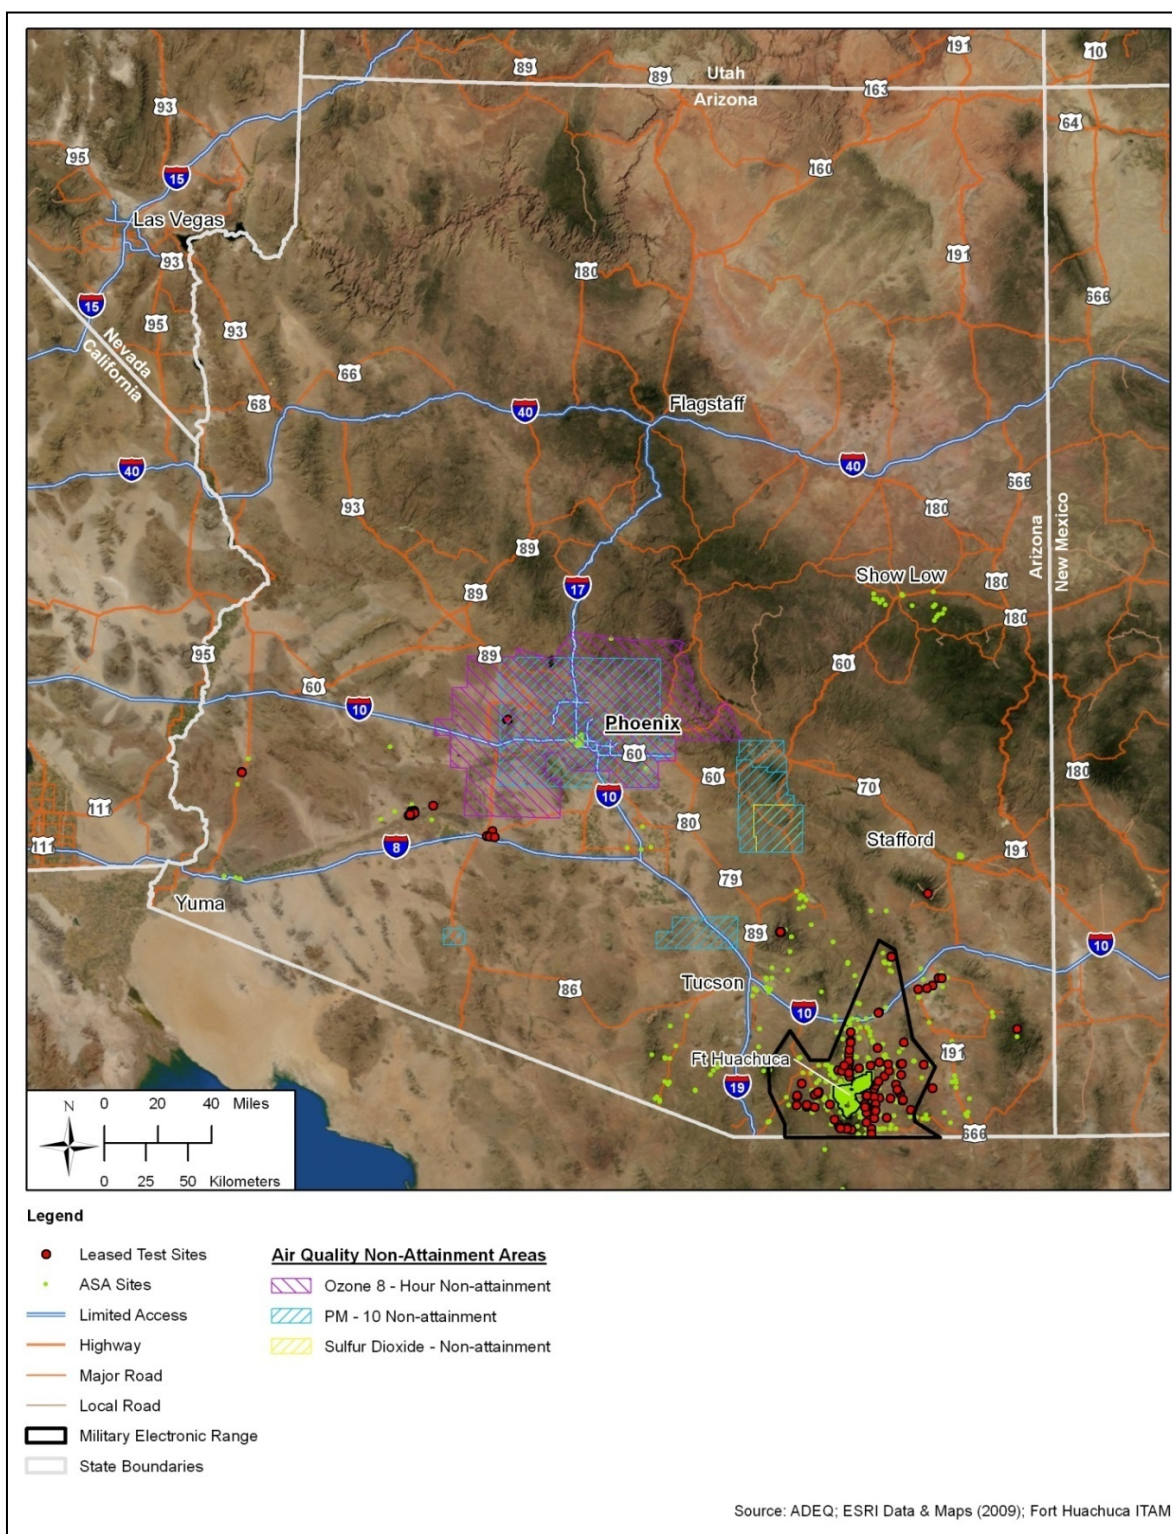 191
10
89
89
Utah
163
Arizona
93
64
95
160
15
Las Vegas
191
93
180
15
666
95
93
Nevada
California
66
68
40
Flagstaff
40
40
666
93
180
Arizona
New Mexico
89
Show Low
17
180
89
180
95
89
60
60
10
Phoenix
60
60
180
70
10
111
80
111
8
Stafford
191
79
Yuma
89
10
Tucson
86
10
Ft Huachuca
191
19
666
N
0 20 40 Miles
0 25 50 Kilometers
Legend
Leased Test Sites
ASA Sites
Limited Access
Highway
Major Road
Local Road
Military Electronic Range
State Boundaries
Air Quality Non-Attainment Areas
Ozone 8 - Hour Non-attainment
PM - 10 Non-attainment
Sulfur Dioxide - Non-attainment
Source: ADEQ; ESRI Data & Maps (2009); Fort Huachuca ITAM